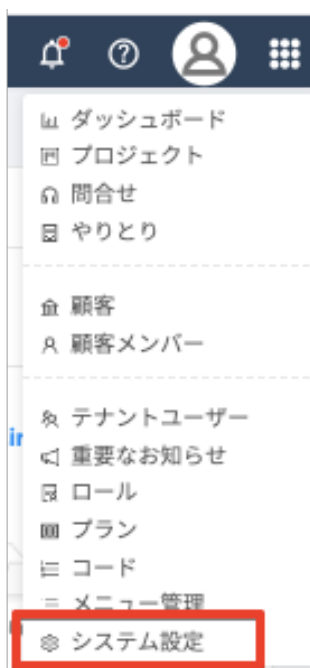 ダッシュボード
プロジェクト
問合せ
やりとり
顧客
顧客メンバー
テナントユーザー
重要なお知らせ
ロール
プラン
コード
メニュー管理
システム設定